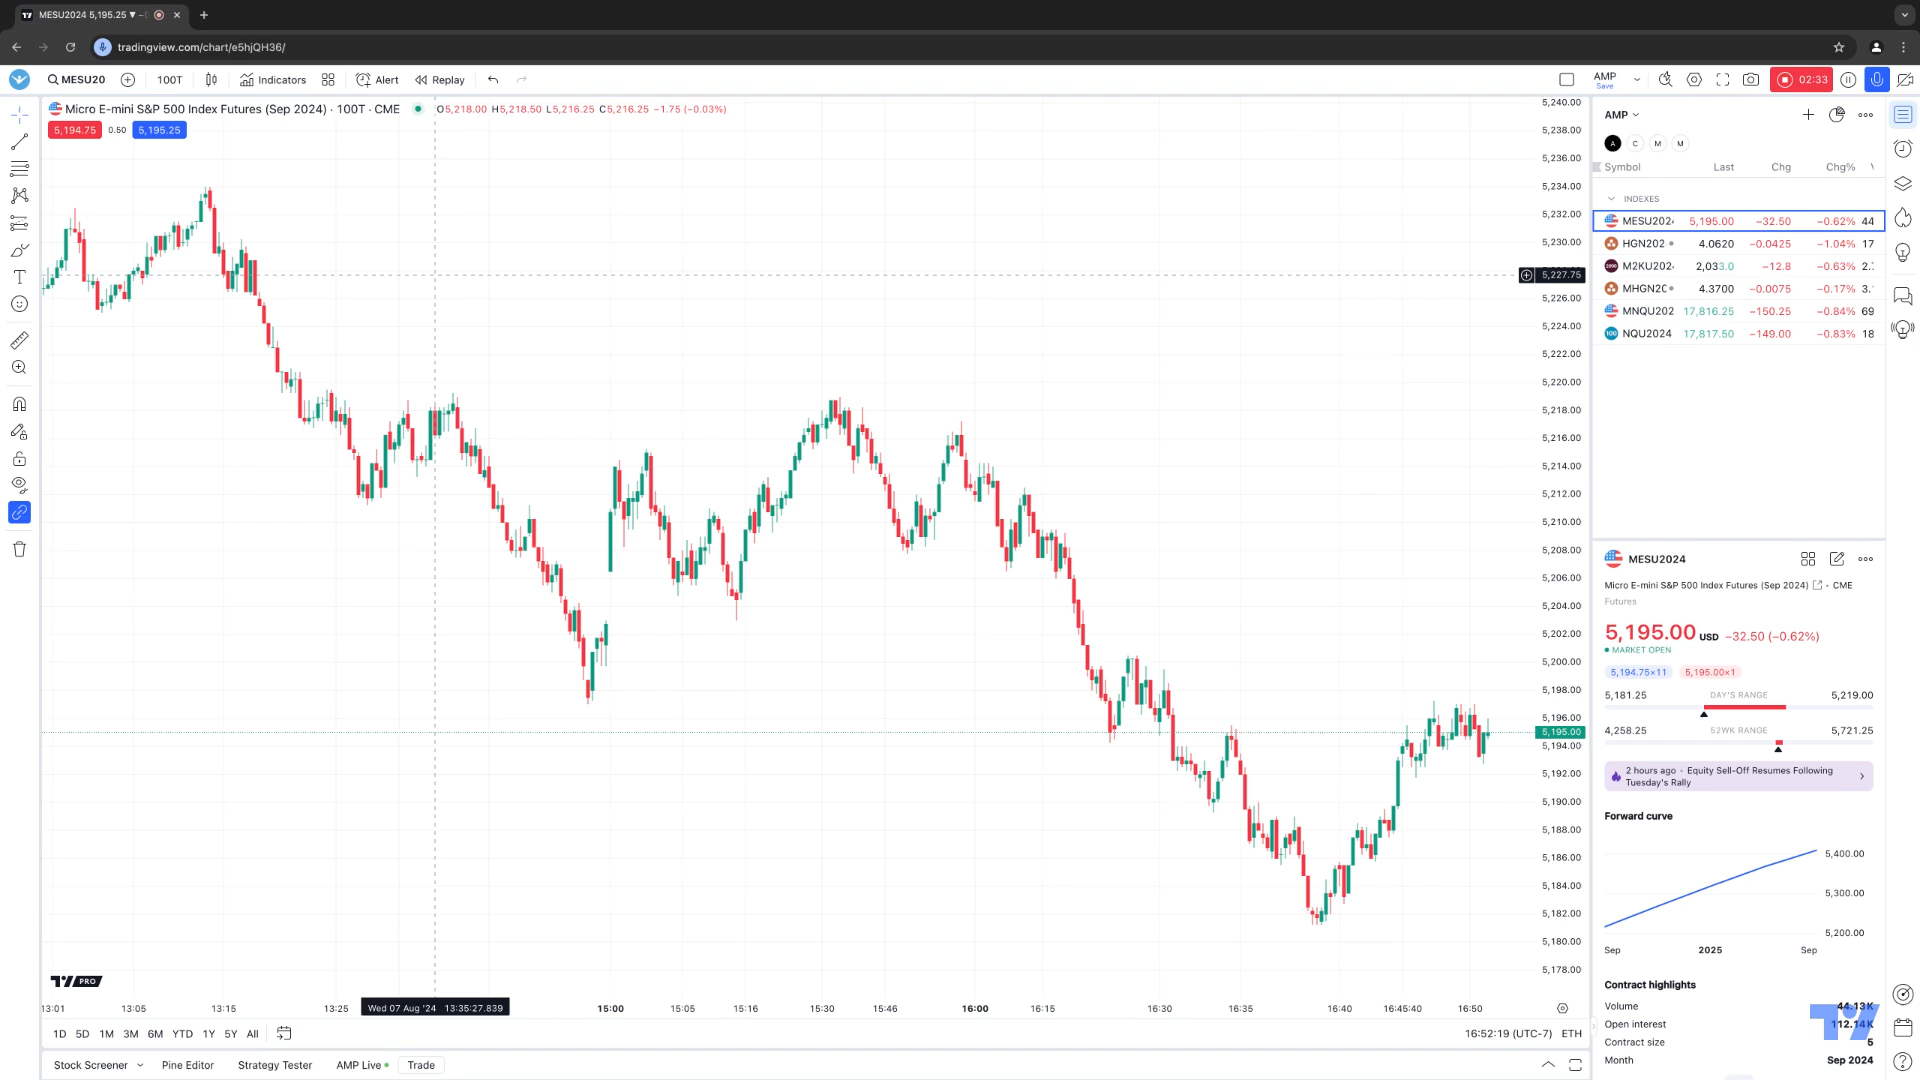 MESU2024 5,195.25 ▼ −
tradingview.com/chart/e5hjQH36/
MESU20
100T
Indicators
Alert
Replay
AMP
Save
02:33
Micro E-mini S&P 500 Index Futures (Sep 2024) · 100T · CME
O5,218.00 H5,218.50 L5,216.25 C5,216.25 −1.75 (−0.03%)
5,194.75 0.50 5,195.25
5,240.00
5,238.00
5,236.00
5,234.00
5,232.00
5,230.00
5,227.75
5,226.00
5,224.00
5,222.00
5,220.00
5,218.00
5,216.00
5,214.00
5,212.00
5,210.00
5,208.00
5,206.00
5,204.00
5,202.00
5,200.00
5,198.00
5,196.00
5,195.00
5,194.00
5,192.00
5,190.00
5,188.00
5,186.00
5,184.00
5,182.00
5,180.00
5,178.00
PRO
13:01 13:05 13:15 13:25 Wed 07 Aug '24 13:35:27.839 15:00 15:05 15:16 15:30 15:46 16:00 16:15 16:30 16:35 16:40 16:45:40 16:50
1D 5D 1M 3M 6M YTD 1Y 5Y All
16:52:19 (UTC-7) ETH
Stock Screener Pine Editor Strategy Tester AMP Live Trade
AMP
A C M M
Symbol Last Chg Chg%
INDEXES
MESU202 5,195.00 −32.50 −0.62% 44
HGN202 4.0620 −0.0425 −1.04% 17
M2KU202 2,033.0 −12.8 −0.63% 2.
MHGN20 4.3700 −0.0075 −0.17% 3.
MNQU202 17,816.25 −150.25 −0.84% 69
NQU2024 17,817.50 −149.00 −0.83% 18
MESU2024
Micro E-mini S&P 500 Index Futures (Sep 2024) • CME
Futures
5,195.00 USD −32.50 (−0.62%)
MARKET OPEN
5,194.75×11 5,195.00×1
5,181.25 DAY'S RANGE 5,219.00
4,258.25 52WK RANGE 5,721.25
2 hours ago • Equity Sell-Off Resumes Following
Tuesday's Rally
Forward curve
5,400.00
5,300.00
5,200.00
Sep 2025 Sep
Contract highlights
Volume 44.13K
Open interest 112.14K
Contract size 5
Month Sep 2024